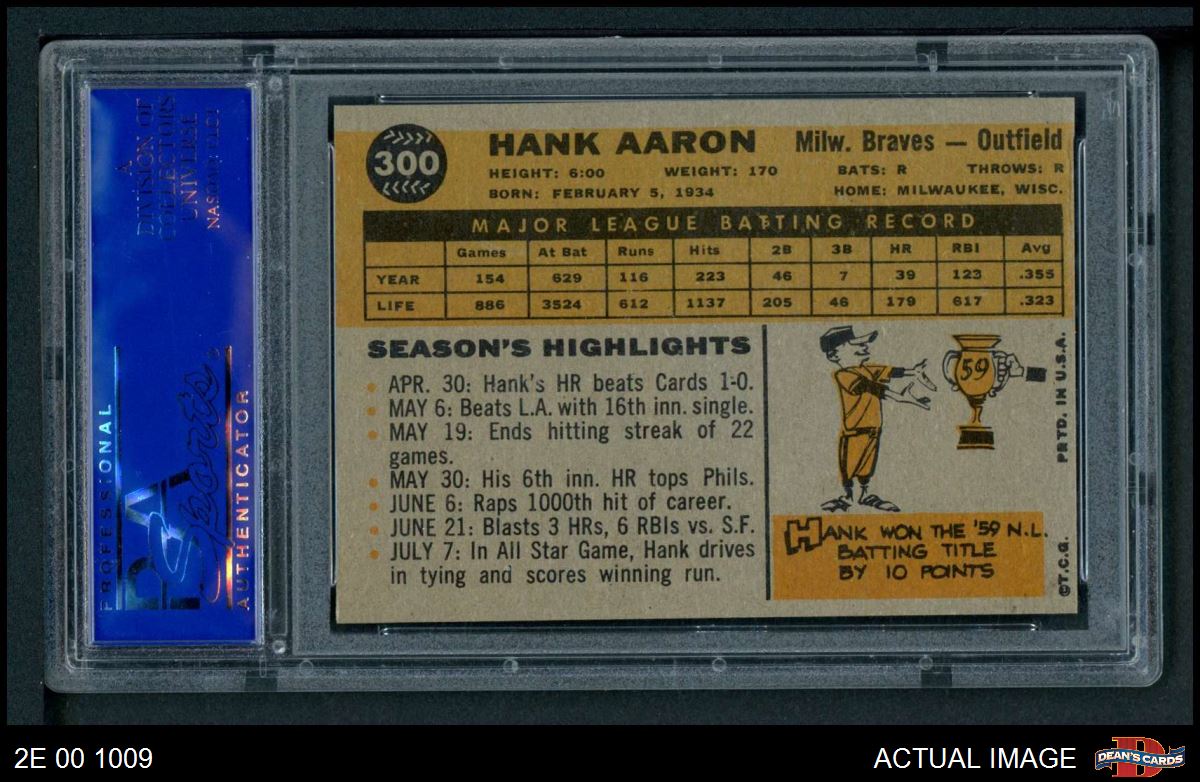 A
DIVISION OF
COLLECTORS
UNIVERSE
NASDAQ: CLCT
PROFESSIONAL
PSA
Sports
AUTHENTICATOR
300
HANK AARON Milw. Braves — Outfield
HEIGHT: 6:00 WEIGHT: 170 BATS: R THROWS: R
BORN: FEBRUARY 5, 1934 HOME: MILWAUKEE, WISC.
MAJOR LEAGUE BATTING RECORD
Games At Bat Runs Hits 2B 3B HR RBI Avg
YEAR 154 629 116 223 46 7 39 123 .355
LIFE 886 3524 612 1137 205 46 179 617 .323
SEASON'S HIGHLIGHTS
APR. 30: Hank's HR beats Cards 1-0.
MAY 6: Beats L.A. with 16th inn. single.
MAY 19: Ends hitting streak of 22
games.
MAY 30: His 6th inn. HR tops Phils.
JUNE 6: Raps 1000th hit of career.
JUNE 21: Blasts 3 HRs, 6 RBIs vs. S.F.
JULY 7: In All Star Game, Hank drives
in tying and scores winning run.
59
HANK WON THE '59 N.L.
BATTING TITLE
BY 10 POINTS
PRTD. IN U.S.A.
©T.C.G.
2E 00 1009
ACTUAL IMAGE
D
DEAN'S CARDS